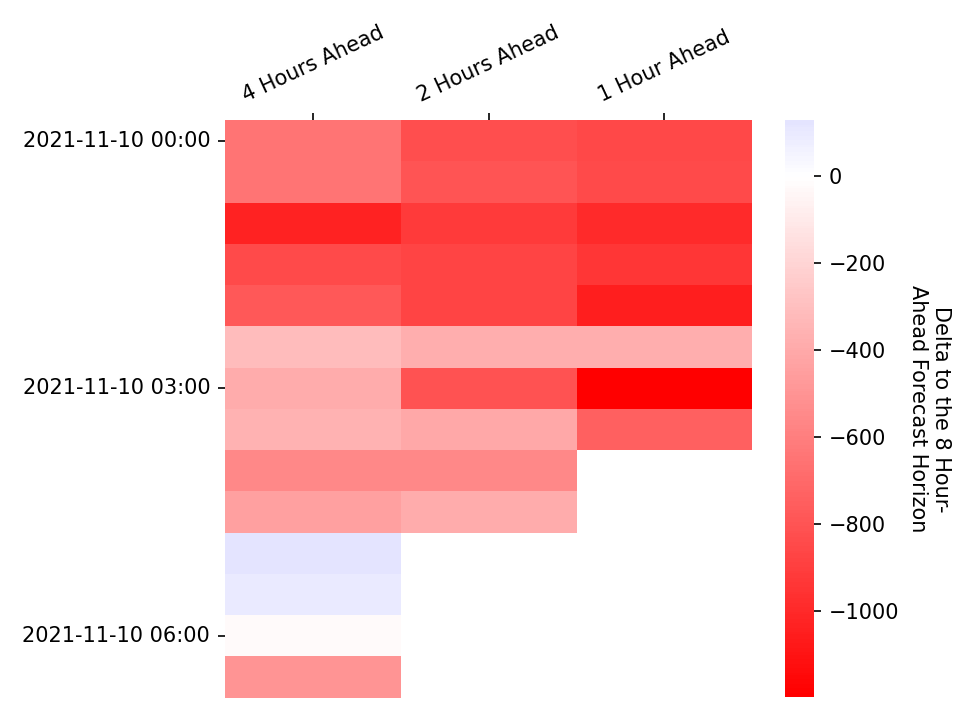 4 Hours Ahead
2 Hours Ahead
1 Hour Ahead
2021-11-10 00:00
2021-11-10 03:00
2021-11-10 06:00
0
−200
−400
−600
−800
−1000
Delta to the 8 Hour-
Ahead Forecast Horizon